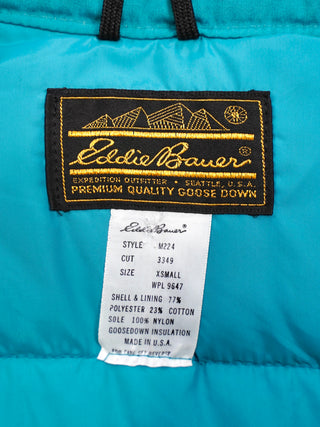 Eddie Bauer ®
EXPEDITION OUTFITTER • SEATTLE, U.S.A.
PREMIUM QUALITY GOOSE DOWN
Eddie Bauer ®
STYLE M224
CUT 3349
SIZE XSMALL
WPL 9647
SHELL & LINING 77%
POLYESTER 23% COTTON
SOLE 100% NYLON
GOOSEDOWN INSULATION
MADE IN U.S.A.